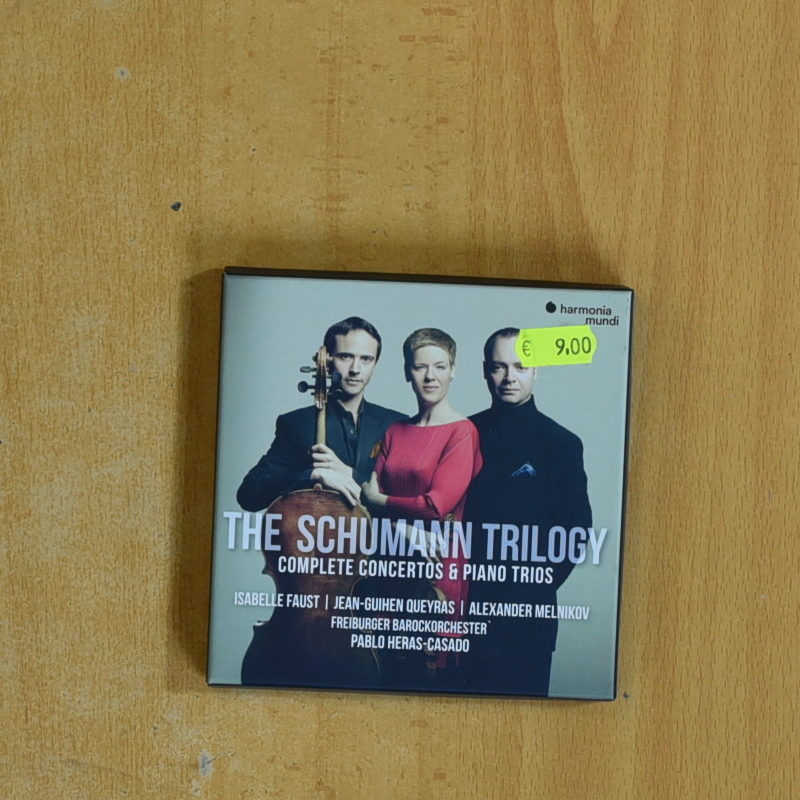 harmonia
mundi
€ 9.00
THE SCHUMANN TRILOGY
COMPLETE CONCERTOS & PIANO TRIOS
ISABELLE FAUST | JEAN-GUIHEN QUEYRAS | ALEXANDER MELNIKOV
FREIBURGER BAROCKORCHESTER
PABLO HERAS-CASADO